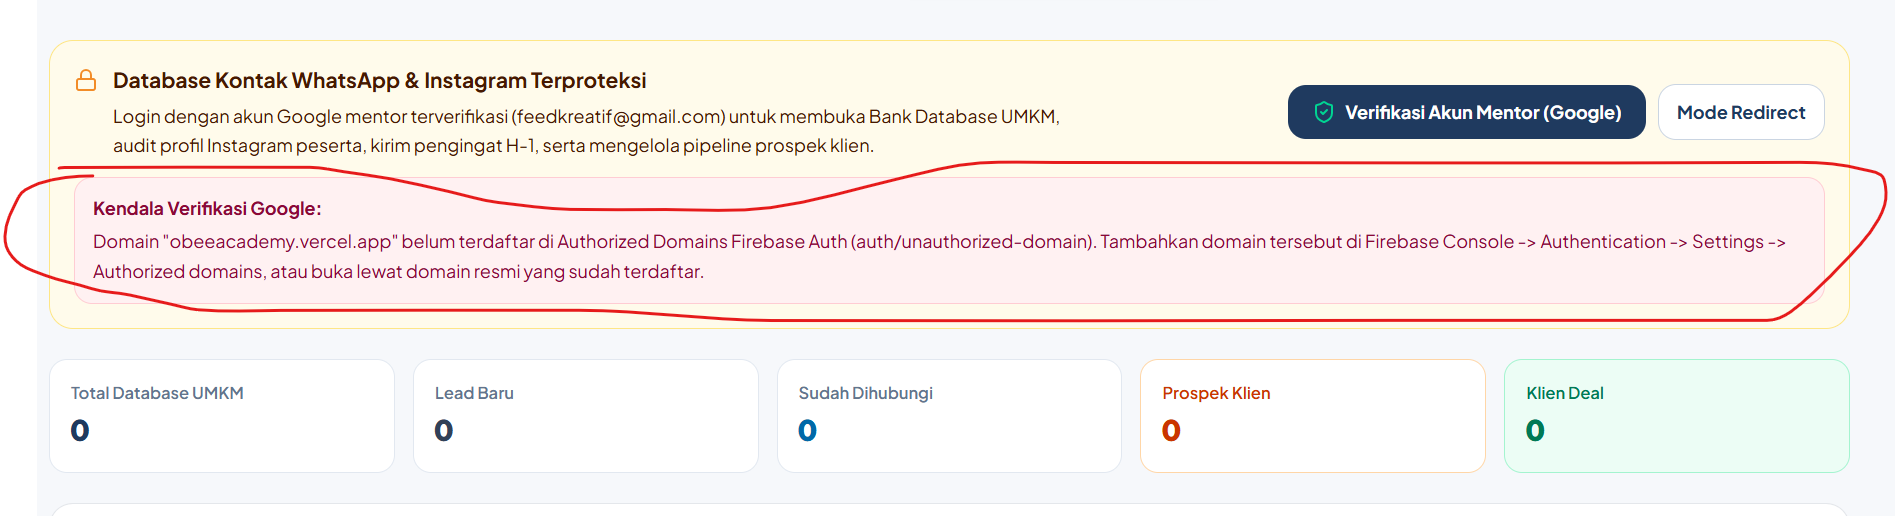 Database Kontak WhatsApp & Instagram Terproteksi
Login dengan akun Google mentor terverifikasi (feedkreatif@gmail.com) untuk membuka Bank Database UMKM,
audit profil Instagram peserta, kirim pengingat H-1, serta mengelola pipeline prospek klien.
Verifikasi Akun Mentor (Google)
Mode Redirect
Kendala Verifikasi Google:
Domain "obeeacademy.vercel.app" belum terdaftar di Authorized Domains Firebase Auth (auth/unauthorized-domain). Tambahkan domain tersebut di Firebase Console -> Authentication -> Settings ->
Authorized domains, atau buka lewat domain resmi yang sudah terdaftar.
Total Database UMKM
0
Lead Baru
0
Sudah Dihubungi
0
Prospek Klien
0
Klien Deal
0